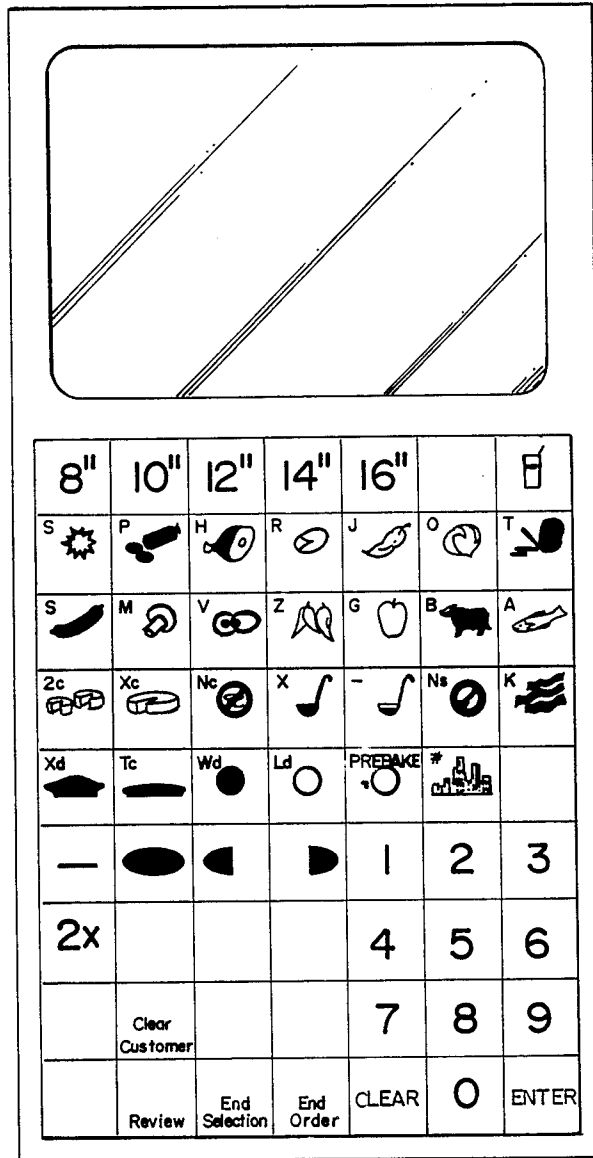 8" 10" 12" 14" 16"
S P H R J O T
S M V Z G B A
2c Xc Nc X – Ns K
Xd Tc Wd Ld PREBAKE #
— 1 2 3
2x 4 5 6
Clear
Customer
7 8 9
Review
End
Selection
End
Order
CLEAR 0 ENTER